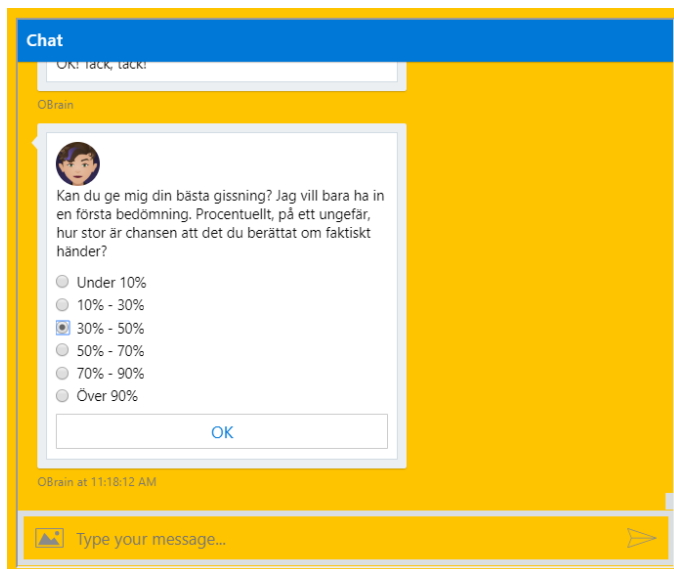 Chat
OK! Tack, tack!
OBrain
Kan du ge mig din bästa gissning? Jag vill bara ha in
en första bedömning. Procentuellt, på ett ungefär,
hur stor är chansen att det du berättat om faktiskt
händer?
Under 10%
10% - 30%
30% - 50%
50% - 70%
70% - 90%
Över 90%
OK
OBrain at 11:18:12 AM
Type your message...